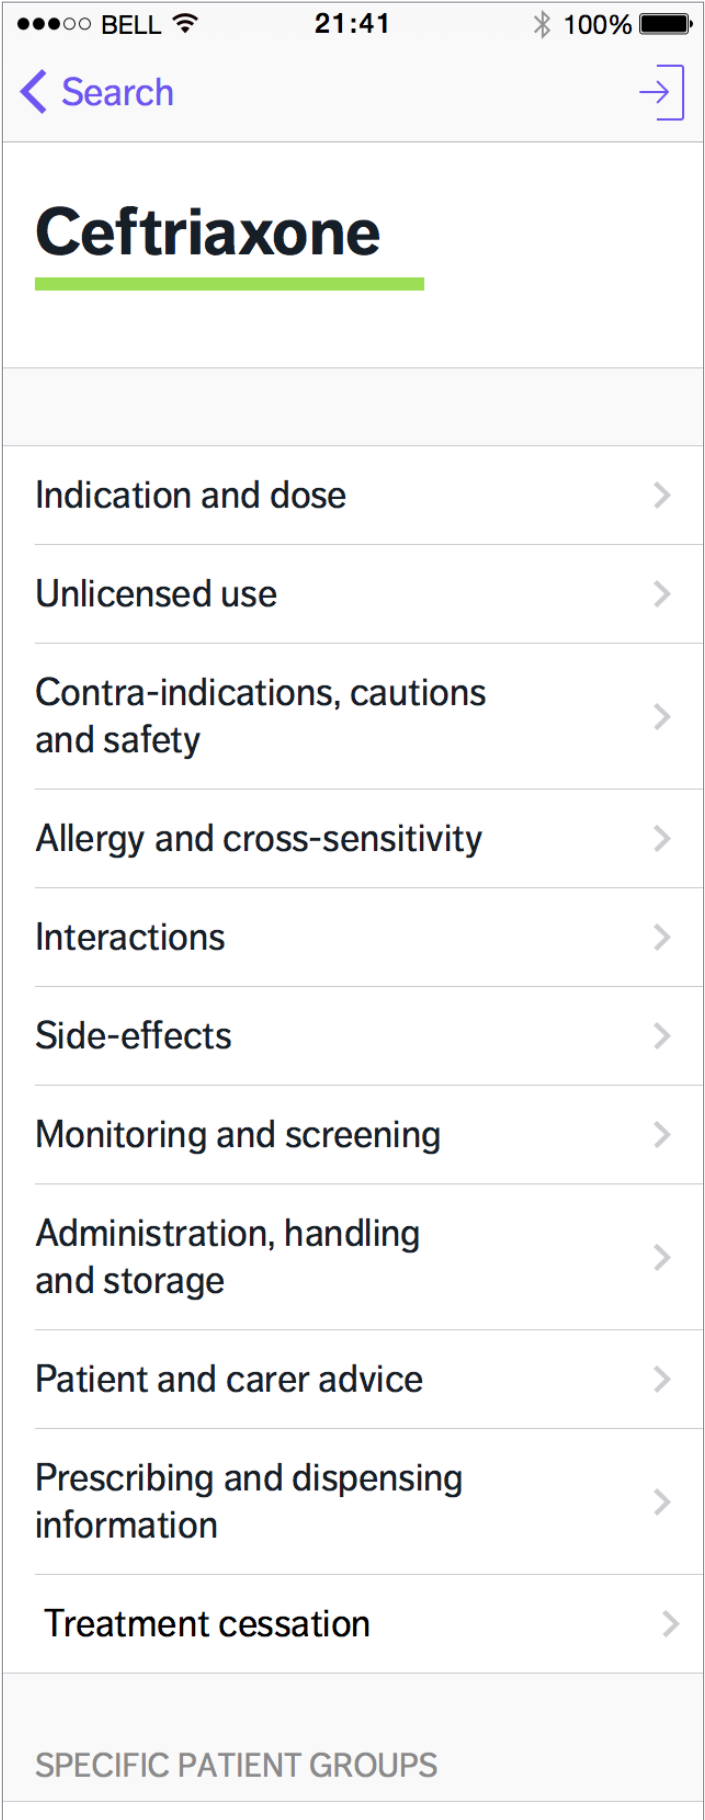 BELL 21:41 100%
Search
Ceftriaxone
Indication and dose
Unlicensed use
Contra-indications, cautions
and safety
Allergy and cross-sensitivity
Interactions
Side-effects
Monitoring and screening
Administration, handling
and storage
Patient and carer advice
Prescribing and dispensing
information
Treatment cessation
SPECIFIC PATIENT GROUPS